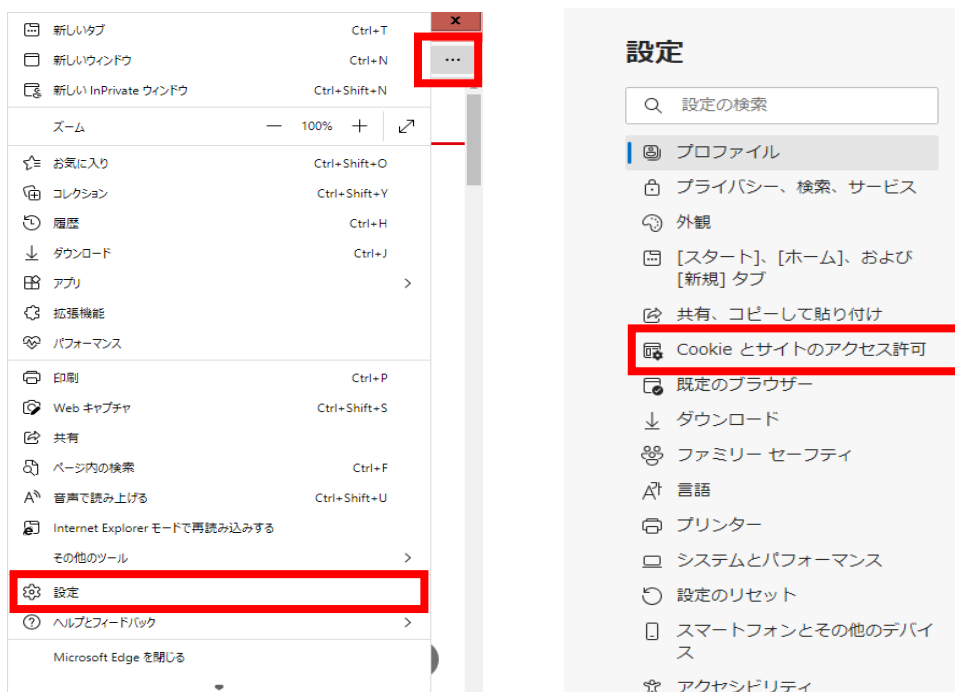 新しいタブ Ctrl+T
新しいウィンドウ Ctrl+N
新しい InPrivate ウィンドウ Ctrl+Shift+N
ズーム 100%
お気に入り Ctrl+Shift+O
コレクション Ctrl+Shift+Y
履歴 Ctrl+H
ダウンロード Ctrl+J
アプリ
拡張機能
パフォーマンス
印刷 Ctrl+P
Web キャプチャ Ctrl+Shift+S
共有
ページ内の検索 Ctrl+F
音声で読み上げる Ctrl+Shift+U
Internet Explorer モードで再読み込みする
その他のツール
設定
ヘルプとフィードバック
Microsoft Edge を閉じる
設定
設定の検索
プロファイル
プライバシー、検索、サービス
外観
[スタート]、[ホーム]、および
[新規] タブ
共有、コピーして貼り付け
Cookie とサイトのアクセス許可
既定のブラウザー
ダウンロード
ファミリー セーフティ
言語
プリンター
システムとパフォーマンス
設定のリセット
スマートフォンとその他のデバイ
ス
アクセシビリティ